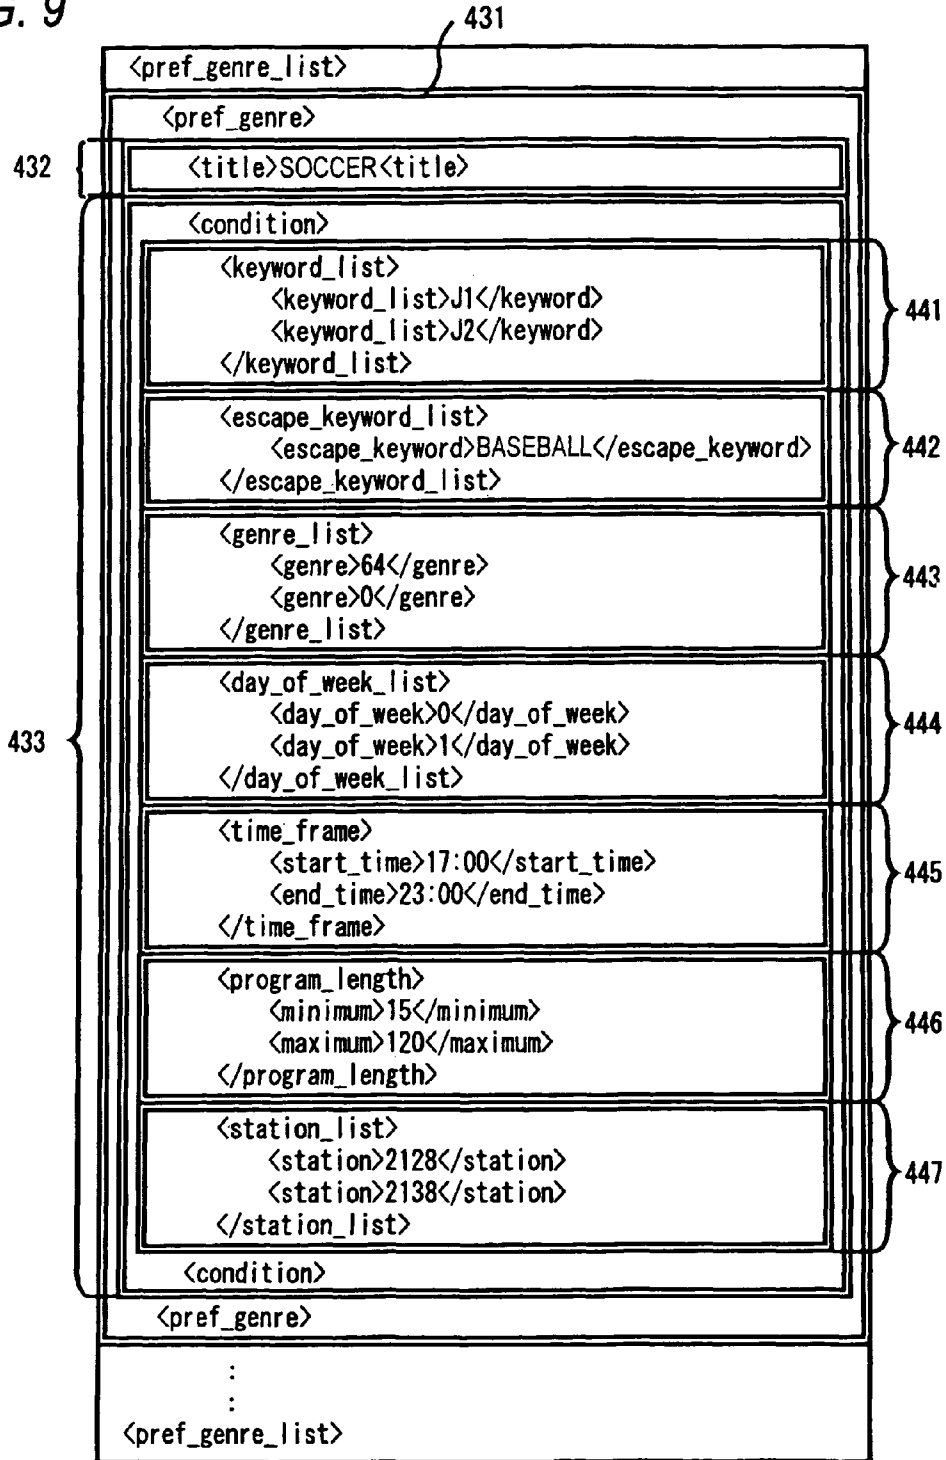 G. 9
431
<pref_genre_list>
<pref_genre>
432
<title>SOCCER<title>
<condition>
<keyword_list>
<keyword_list>J1</keyword>
<keyword_list>J2</keyword>
</keyword_list>
441
<escape_keyword_list>
<escape_keyword>BASEBALL</escape_keyword>
</escape_keyword_list>
442
<genre_list>
<genre>64</genre>
<genre>0</genre>
</genre_list>
443
433
<day_of_week_list>
<day_of_week>0</day_of_week>
<day_of_week>1</day_of_week>
</day_of_week_list>
444
<time_frame>
<start_time>17:00</start_time>
<end_time>23:00</end_time>
</time_frame>
445
<program_length>
<minimum>15</minimum>
<maximum>120</maximum>
</program_length>
446
<station_list>
<station>2128</station>
<station>2138</station>
</station_list>
447
<condition>
<pref_genre>
:
:
<pref_genre_list>